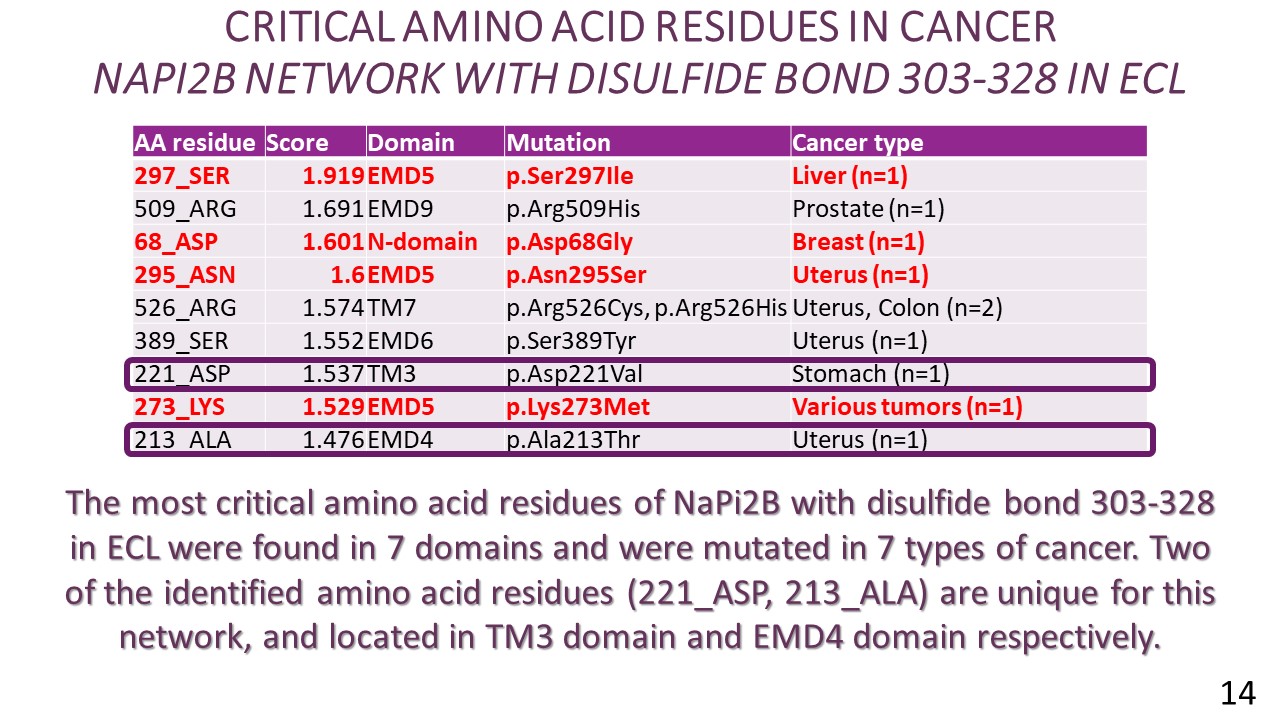 CRITICAL AMINO ACID RESIDUES IN CANCER
NAPI2B NETWORK WITH DISULFIDE BOND 303-328 IN ECL
AA residue Score Domain Mutation Cancer type
297_SER 1.919 EMD5 p.Ser297Ile Liver (n=1)
509_ARG 1.691 EMD9 p.Arg509His Prostate (n=1)
68_ASP 1.601 N-domain p.Asp68Gly Breast (n=1)
295_ASN 1.6 EMD5 p.Asn295Ser Uterus (n=1)
526_ARG 1.574 TM7 p.Arg526Cys, p.Arg526His Uterus, Colon (n=2)
389_SER 1.552 EMD6 p.Ser389Tyr Uterus (n=1)
221_ASP 1.537 TM3 p.Asp221Val Stomach (n=1)
273_LYS 1.529 EMD5 p.Lys273Met Various tumors (n=1)
213_ALA 1.476 EMD4 p.Ala213Thr Uterus (n=1)
The most critical amino acid residues of NaPi2B with disulfide bond 303-328
in ECL were found in 7 domains and were mutated in 7 types of cancer. Two
of the identified amino acid residues (221_ASP, 213_ALA) are unique for this
network, and located in TM3 domain and EMD4 domain respectively.
14